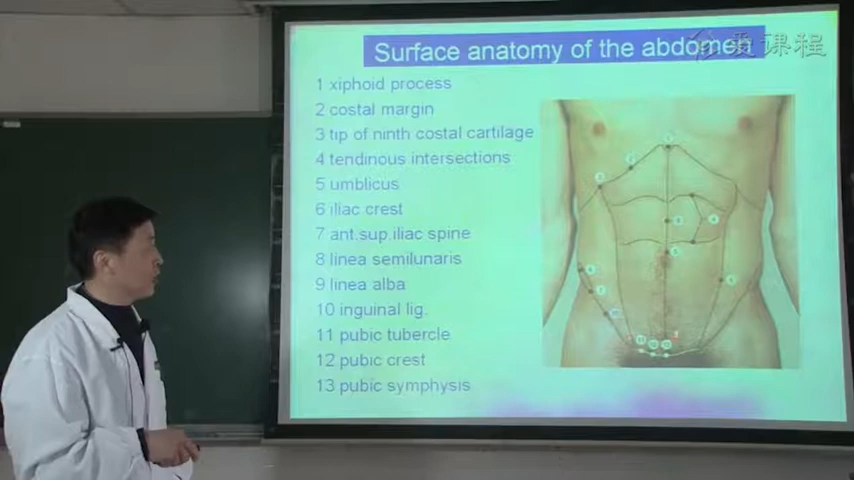 Surface anatomy of the abdomen
爱课程
1 xiphoid process
2 costal margin
3 tip of ninth costal cartilage
4 tendinous intersections
5 umblicus
6 iliac crest
7 ant.sup.iliac spine
8 linea semilunaris
9 linea alba
10 inguinal lig.
11 pubic tubercle
12 pubic crest
13 pubic symphysis